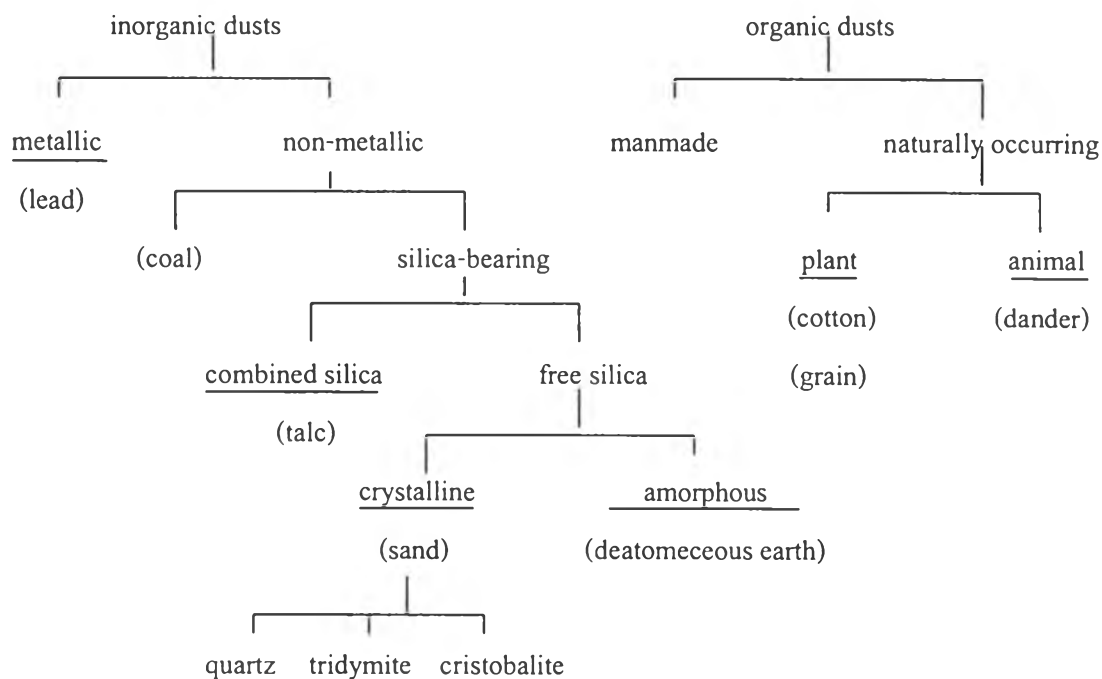 inorganic dusts organic dusts
metallic non-metallic manmade naturally occurring
(lead)
(coal) silica-bearing plant animal
(cotton) (dander)
combined silica free silica (grain)
(talc)
crystalline amorphous
(sand) (deatomeceous earth)
quartz tridymite cristobalite